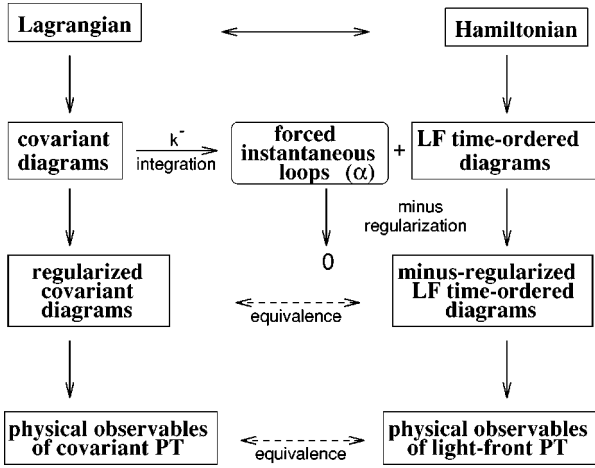 Lagrangian
Hamiltonian
covariant
diagrams
k⁻
integration
forced
instantaneous
loops (α)
+
LF time-ordered
diagrams
minus
regularization
0
regularized
covariant
diagrams
equivalence
minus-regularized
LF time-ordered
diagrams
physical observables
of covariant PT
equivalence
physical observables
of light-front PT